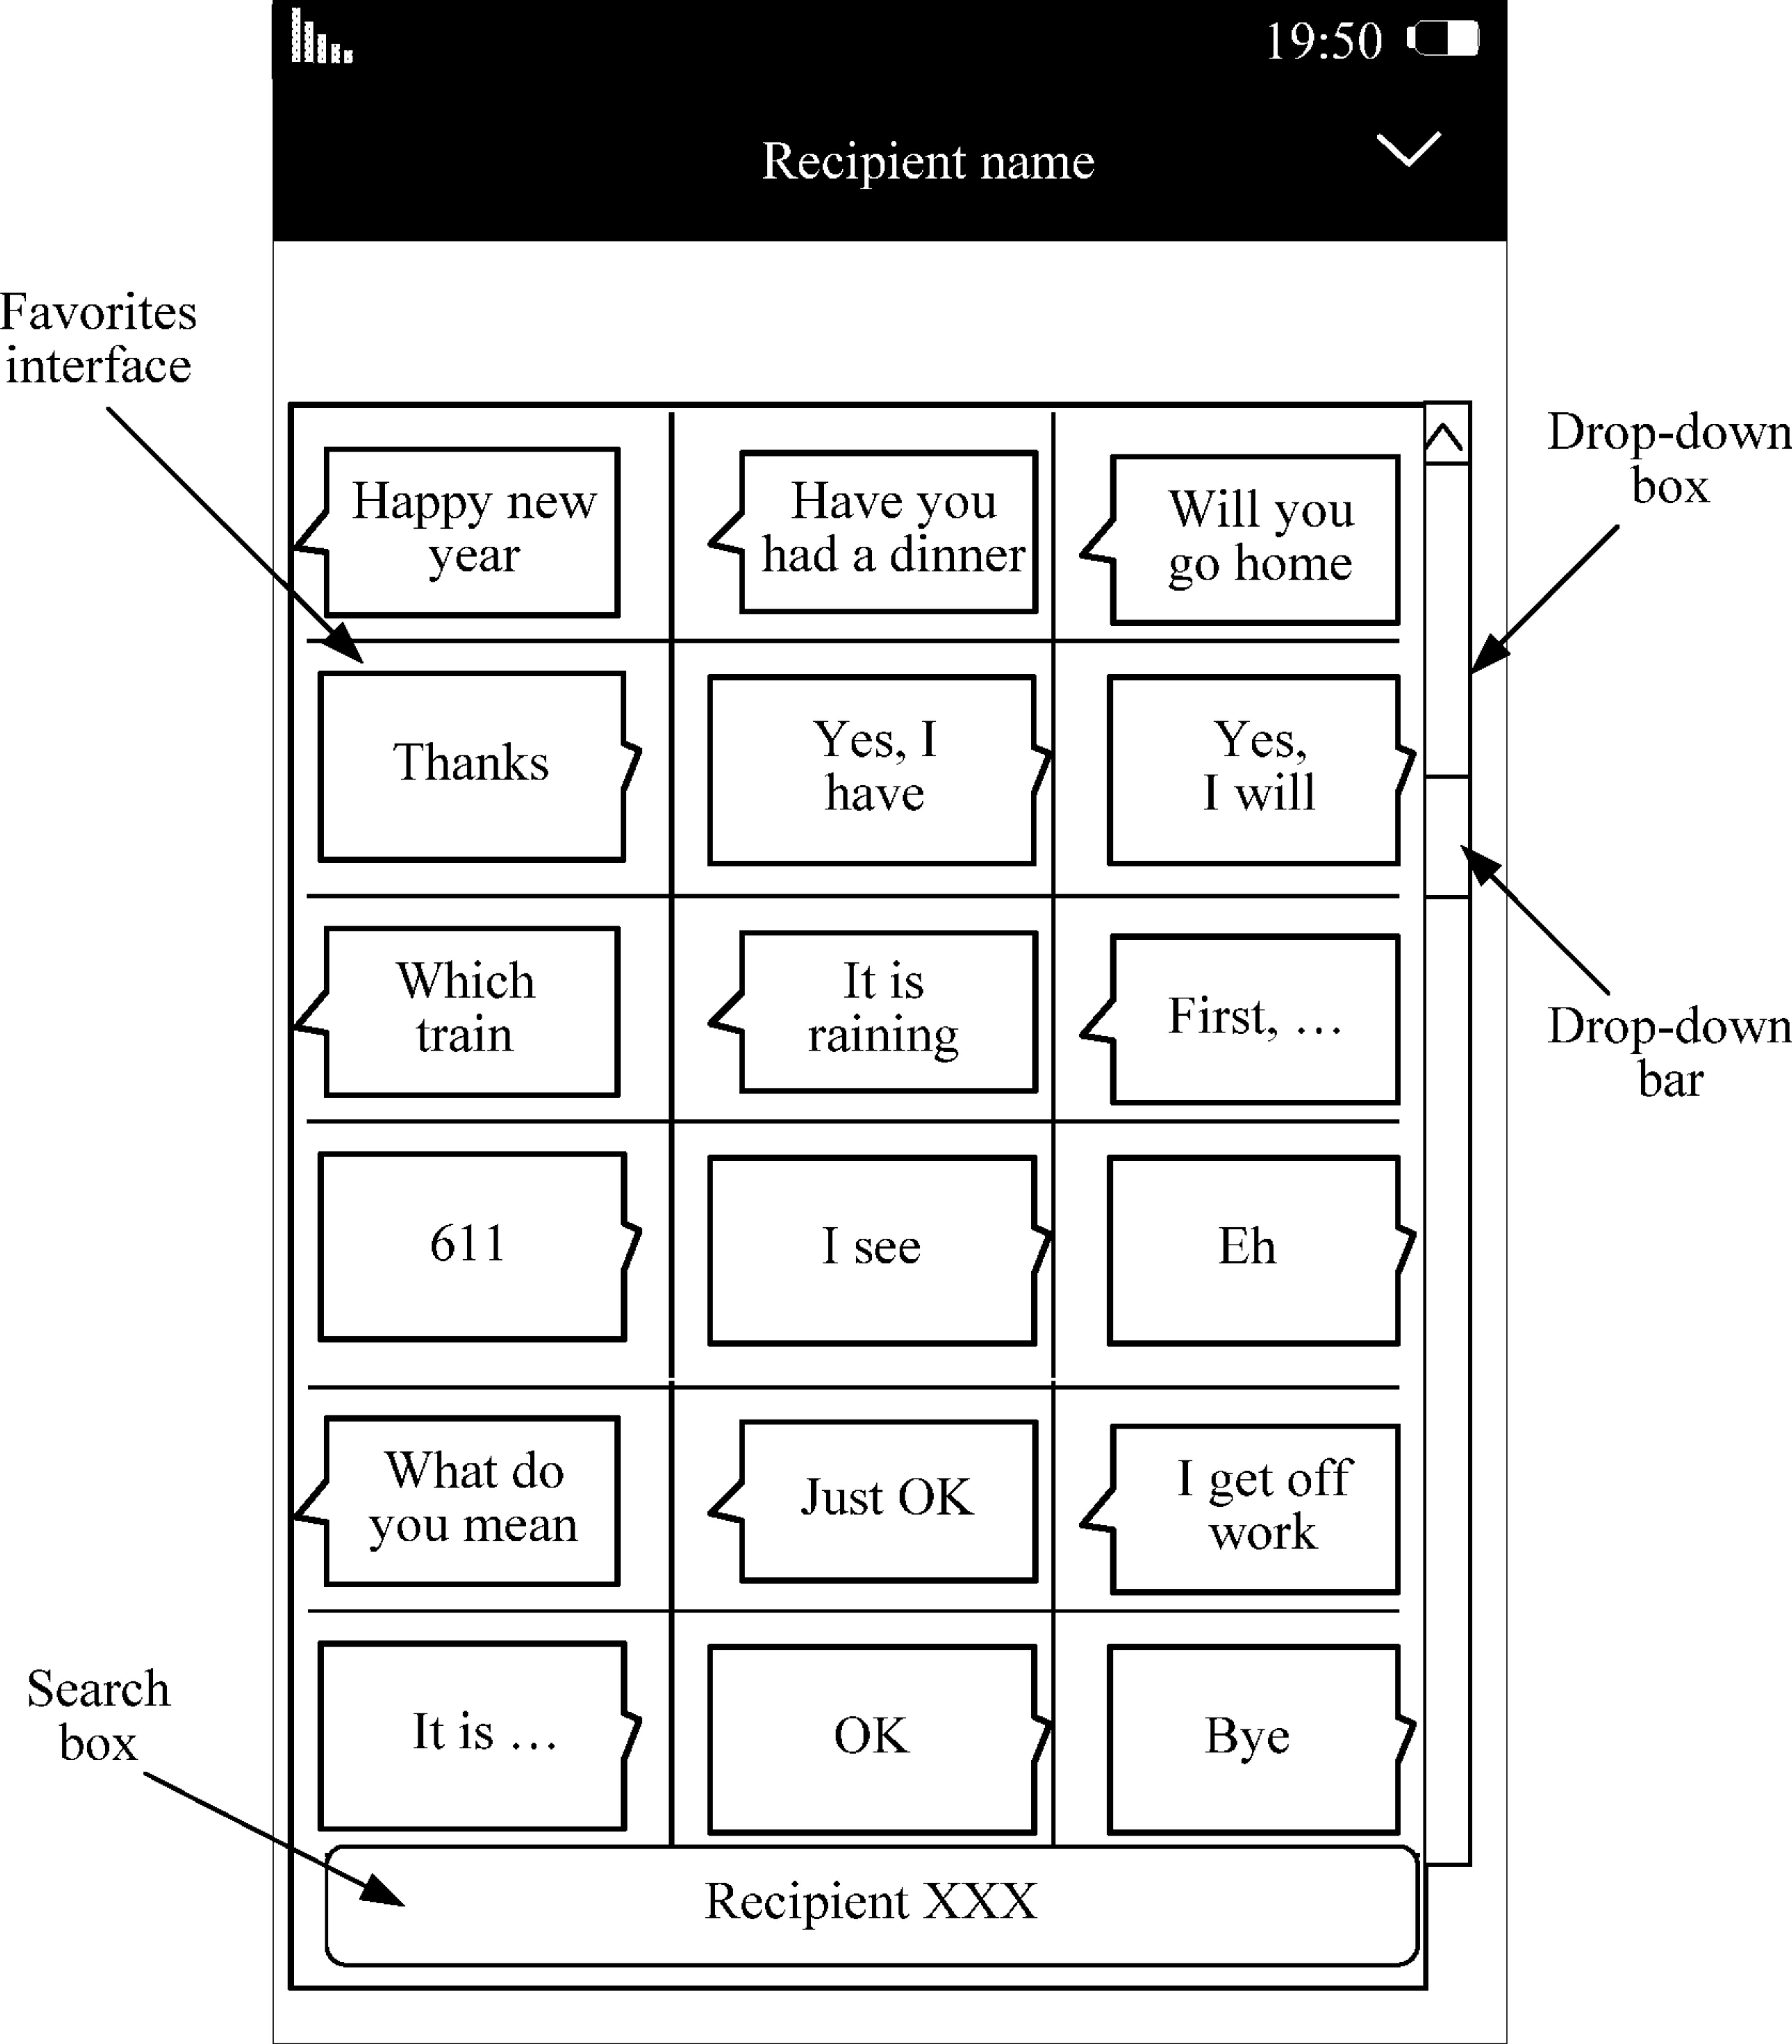 19:50
Recipient name
Favorites
interface
Drop-down
box
Happy new
year
Have you
had a dinner
Will you
go home
Thanks
Yes, I
have
Yes,
I will
Which
train
It is
raining
First, …
Drop-down
bar
611
I see
Eh
What do
you mean
Just OK
I get off
work
Search
box
It is …
OK
Bye
Recipient XXX